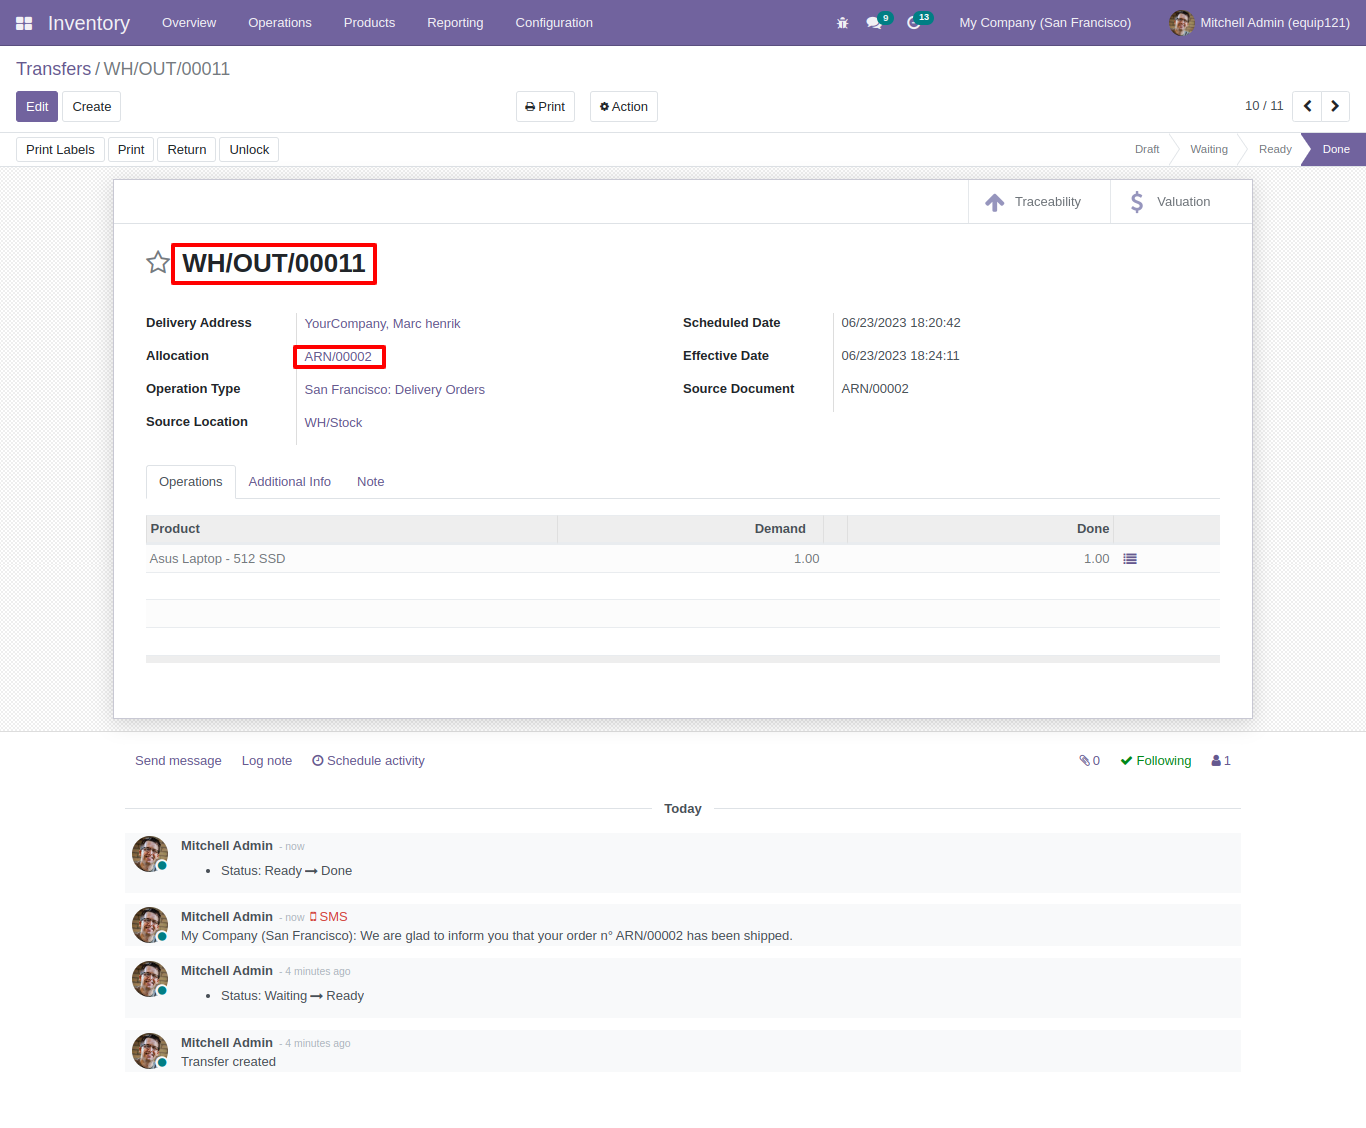 Inventory Overview Operations Products Reporting Configuration 9 13 My Company (San Francisco) Mitchell Admin (equip121)
Transfers / WH/OUT/00011
Edit Create Print Action 10 / 11
Print Labels Print Return Unlock Draft Waiting Ready Done
Traceability Valuation
WH/OUT/00011
Delivery Address YourCompany, Marc henrik Scheduled Date 06/23/2023 18:20:42
Allocation ARN/00002 Effective Date 06/23/2023 18:24:11
Operation Type San Francisco: Delivery Orders Source Document ARN/00002
Source Location WH/Stock
Operations Additional Info Note
Product Demand Done
Asus Laptop - 512 SSD 1.00 1.00
Send message Log note Schedule activity 0 Following 1
Today
Mitchell Admin - now
• Status: Ready → Done
Mitchell Admin - now SMS
My Company (San Francisco): We are glad to inform you that your order n° ARN/00002 has been shipped.
Mitchell Admin - 4 minutes ago
• Status: Waiting → Ready
Mitchell Admin - 4 minutes ago
Transfer created